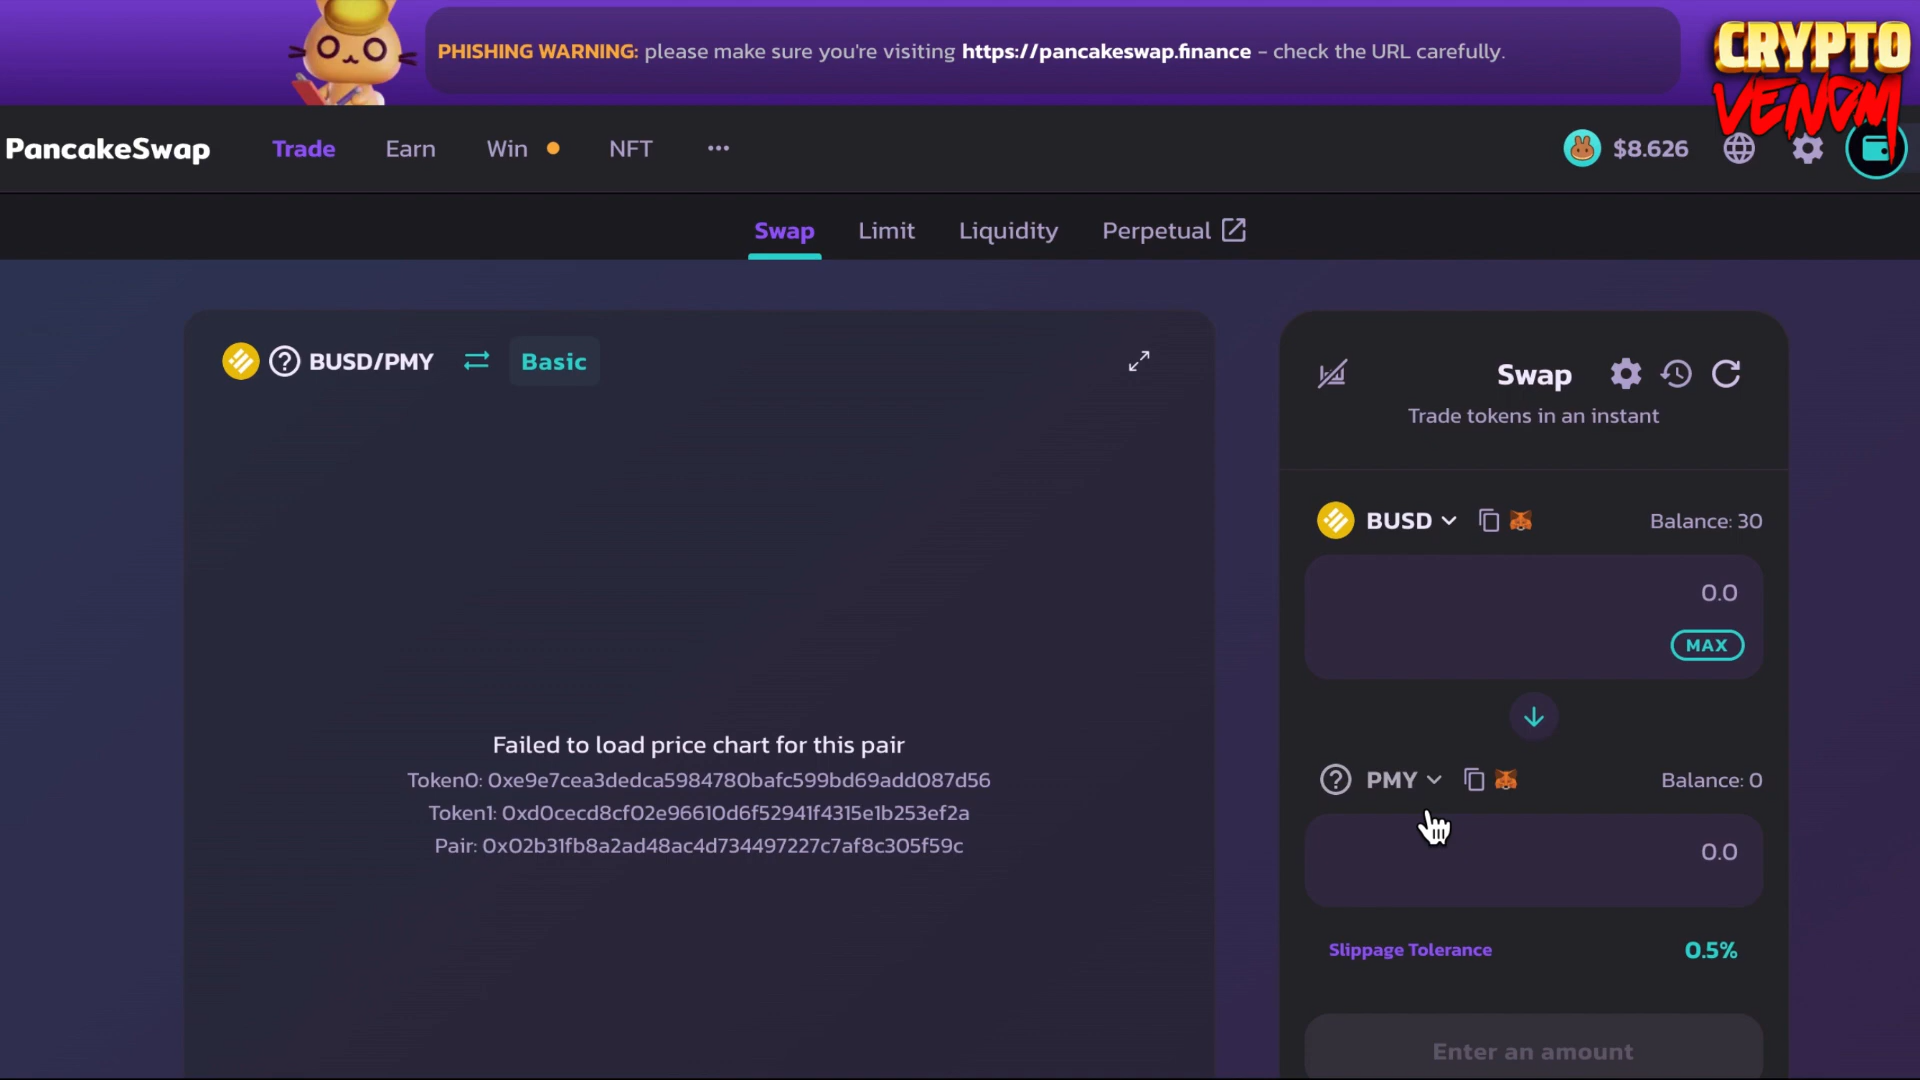 PHISHING WARNING: please make sure you're visiting https://pancakeswap.finance - check the URL carefully.
CRYPTO
VENOM
PancakeSwap Trade Earn Win NFT $8.626
Swap Limit Liquidity Perpetual
BUSD/PMY Basic
Swap
Trade tokens in an instant
BUSD Balance: 30
0.0
MAX
Failed to load price chart for this pair
Token0: 0xe9e7cea3dedca5984780bafc599bd69add087d56
Token1: 0xd0cecd8cf02e96610d6f52941f4315e1b253ef2a
Pair: 0x02b31fb8a2ad48ac4d734497227c7af8c305f59c
PMY Balance: 0
0.0
Slippage Tolerance 0.5%
Enter an amount